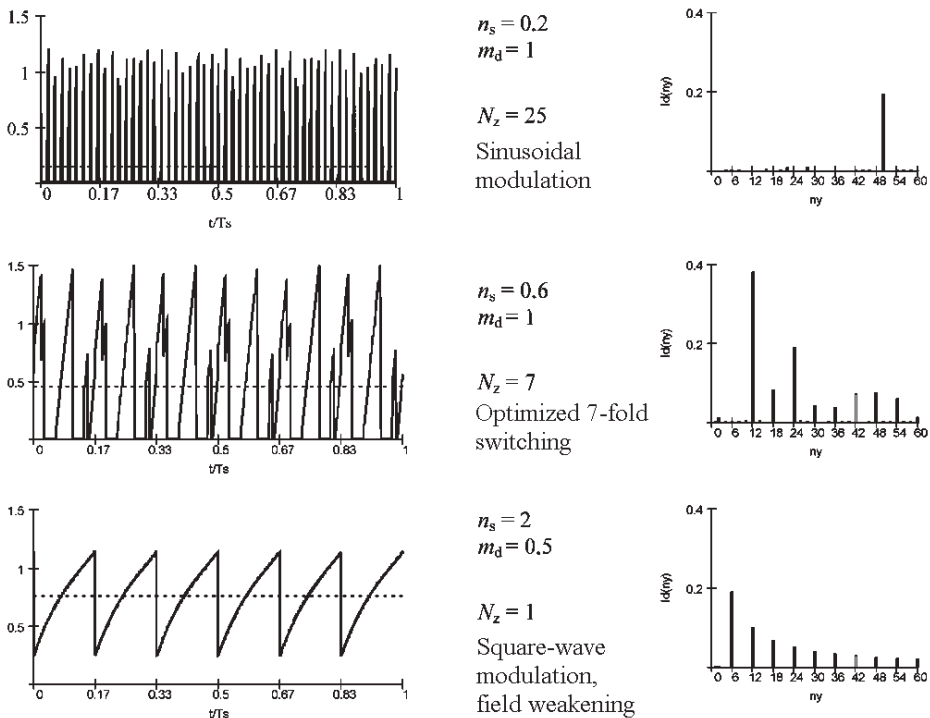 1.5
1
0.5
0
0 0.17 0.33 0.5 0.67 0.83 1
t/Ts
nₛ = 0.2
m_d = 1
N_z = 25
Sinusoidal
modulation
Id(ny)
0.4
0.2
0
0 6 12 18 24 30 36 42 48 54 60
ny
1.5
1
0.5
0 0.17 0.33 0.5 0.67 0.83 1
t/Ts
nₛ = 0.6
m_d = 1
N_z = 7
Optimized 7-fold
switching
Id(ny)
0.4
0.2
0
0 6 12 18 24 30 36 42 48 54 60
ny
1.5
1
0.5
0 0.17 0.33 0.5 0.67 0.83 1
t/Ts
nₛ = 2
m_d = 0.5
N_z = 1
Square-wave
modulation,
field weakening
Id(ny)
0.4
0.2
0
0 6 12 18 24 30 36 42 48 54 60
ny